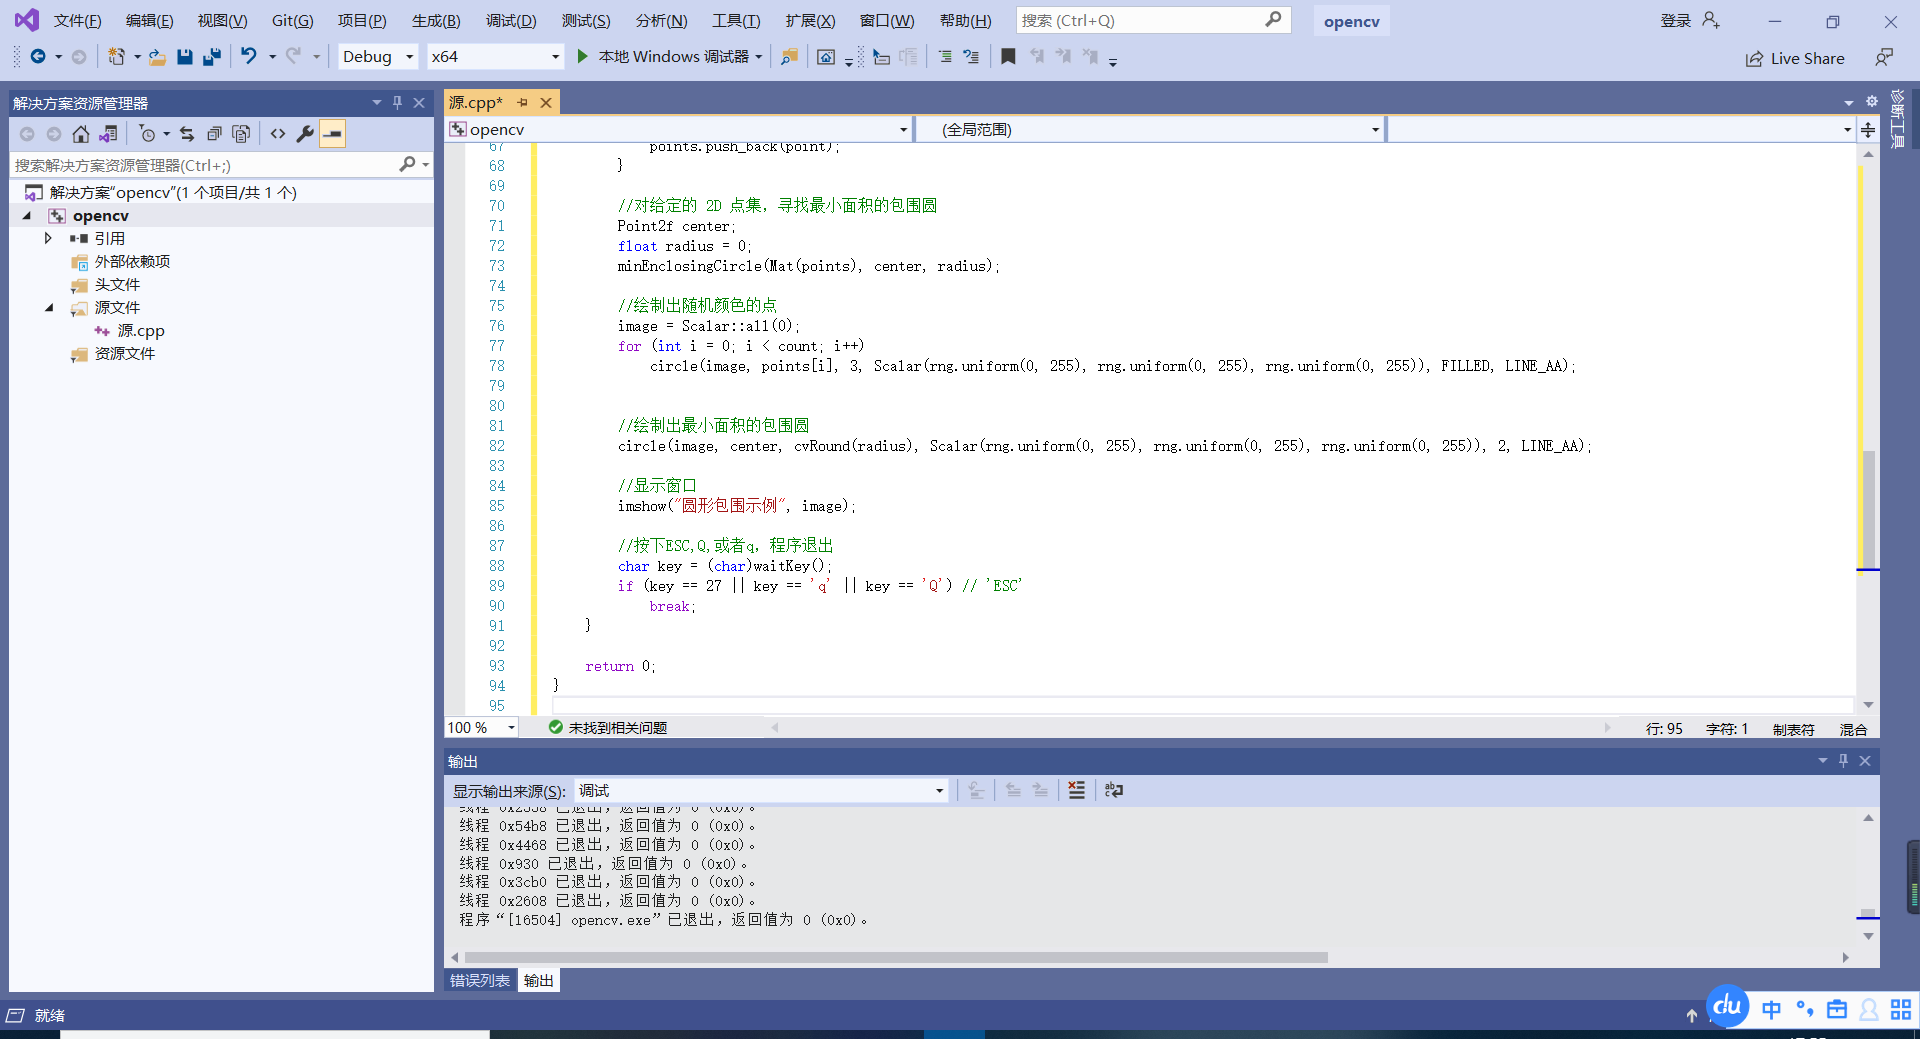 文件(F) 编辑(E) 视图(V) Git(G) 项目(P) 生成(B) 调试(D) 测试(S) 分析(N) 工具(T) 扩展(X) 窗口(W) 帮助(H) 搜索 (Ctrl+Q) opencv 登录
Debug x64 本地 Windows 调试器 Live Share
解决方案资源管理器
搜索解决方案资源管理器(Ctrl+;)
解决方案"opencv"(1 个项目/共 1 个)
opencv
引用
外部依赖项
头文件
源文件
源.cpp
资源文件
源.cpp*
opencv (全局范围)
67 points.push_back(point);
68 }
69
70 //对给定的 2D 点集，寻找最小面积的包围圆
71 Point2f center;
72 float radius = 0;
73 minEnclosingCircle(Mat(points), center, radius);
74
75 //绘制出随机颜色的点
76 image = Scalar::all(0);
77 for (int i = 0; i < count; i++)
78 circle(image, points[i], 3, Scalar(rng.uniform(0, 255), rng.uniform(0, 255), rng.uniform(0, 255)), FILLED, LINE_AA);
79
80
81 //绘制出最小面积的包围圆
82 circle(image, center, cvRound(radius), Scalar(rng.uniform(0, 255), rng.uniform(0, 255), rng.uniform(0, 255)), 2, LINE_AA);
83
84 //显示窗口
85 imshow("圆形包围示例", image);
86
87 //按下ESC,Q,或者q，程序退出
88 char key = (char)waitKey();
89 if (key == 27 || key == 'q' || key == 'Q') // 'ESC'
90 break;
91 }
92
93 return 0;
94 }
95
100 % 未找到相关问题 行: 95 字符: 1 制表符 混合
诊断工具
输出
显示输出来源(S): 调试
线程 0x2338 已退出，返回值为 0 (0x0)。
线程 0x54b8 已退出，返回值为 0 (0x0)。
线程 0x4468 已退出，返回值为 0 (0x0)。
线程 0x930 已退出，返回值为 0 (0x0)。
线程 0x3cb0 已退出，返回值为 0 (0x0)。
线程 0x2608 已退出，返回值为 0 (0x0)。
程序“[16504] opencv.exe”已退出，返回值为 0 (0x0)。
错误列表 输出
就绪
du 中